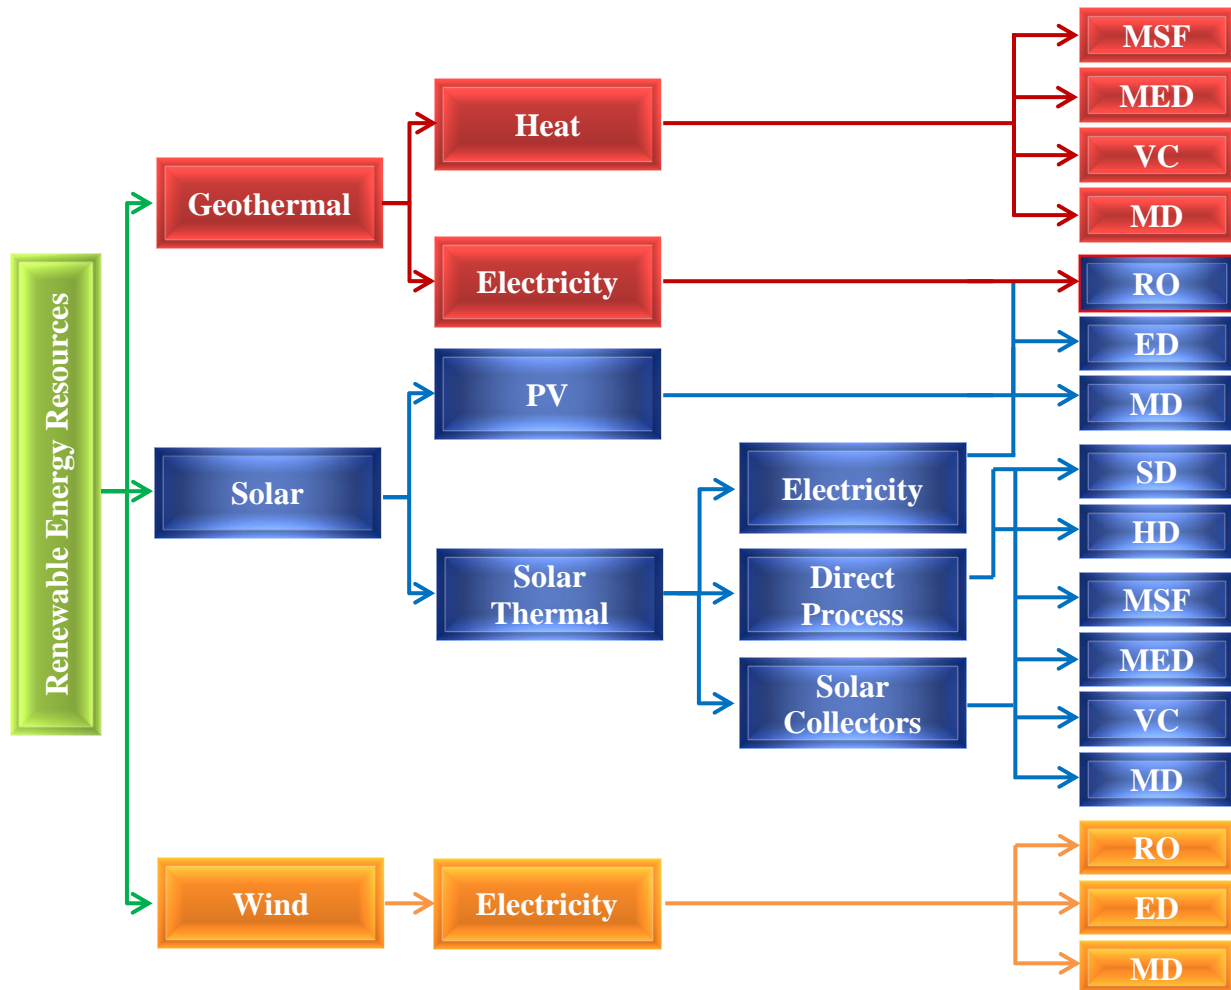 Renewable Energy Resources
Geothermal
Heat
MSF
MED
VC
MD
Electricity
RO
ED
MD
Solar
PV
Solar
Thermal
Electricity
Direct
Process
Solar
Collectors
SD
HD
MSF
MED
VC
MD
Wind
Electricity
RO
ED
MD